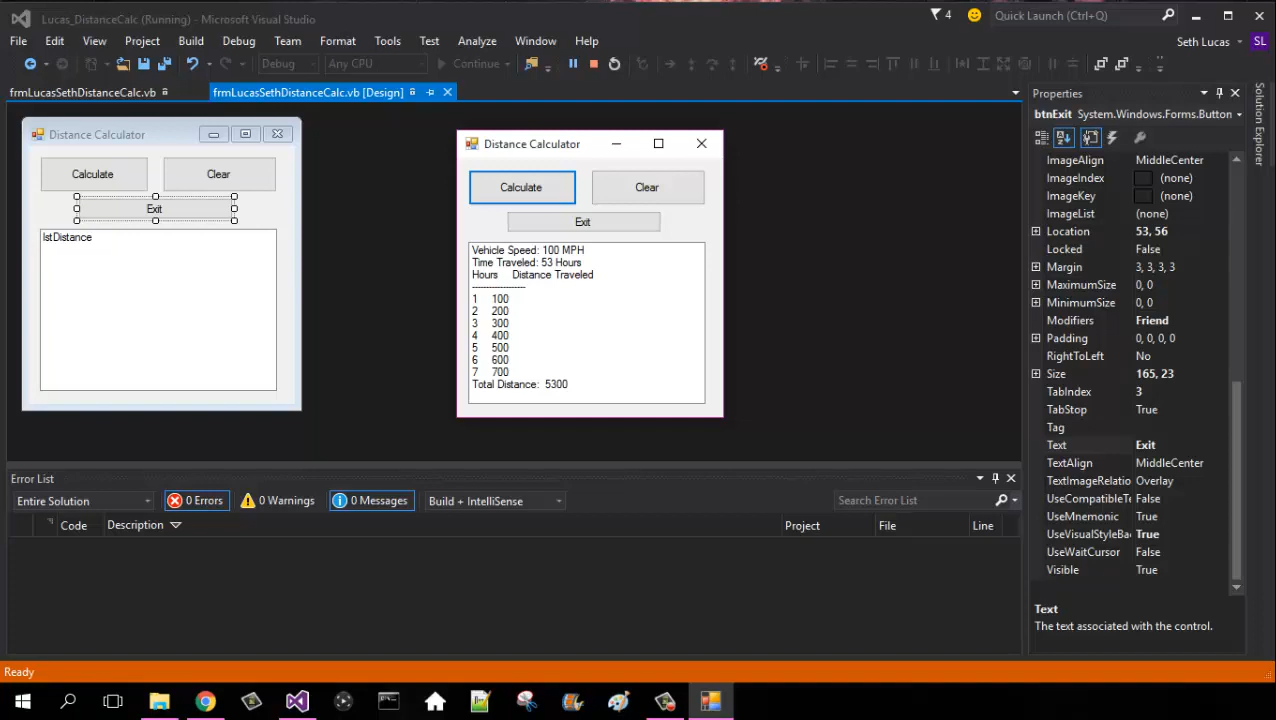 Lucas_DistanceCalc (Running) - Microsoft Visual Studio
4
Quick Launch (Ctrl+Q)
File Edit View Project Build Debug Team Format Tools Test Analyze Window Help
Seth Lucas SL
Debug Any CPU Continue
frmLucasSethDistanceCalc.vb
frmLucasSethDistanceCalc.vb [Design]
Distance Calculator
Calculate Clear
Exit
lstDistance
Distance Calculator
Calculate Clear
Exit
Vehicle Speed: 100 MPH
Time Traveled: 53 Hours
Hours Distance Traveled
--------------------
1 100
2 200
3 300
4 400
5 500
6 600
7 700
Total Distance: 5300
Error List
Entire Solution 0 Errors 0 Warnings 0 Messages Build + IntelliSense Search Error List
Code Description Project File Line
Properties
btnExit System.Windows.Forms.Button
ImageAlign MiddleCenter
ImageIndex (none)
ImageKey (none)
ImageList (none)
Location 53, 56
Locked False
Margin 3, 3, 3, 3
MaximumSize 0, 0
MinimumSize 0, 0
Modifiers Friend
Padding 0, 0, 0, 0
RightToLeft No
Size 165, 23
TabIndex 3
TabStop True
Tag
Text Exit
TextAlign MiddleCenter
TextImageRelatio Overlay
UseCompatibleTe False
UseMnemonic True
UseVisualStyleBa True
UseWaitCursor False
Visible True
Text
The text associated with the control.
Solution Explorer
Ready